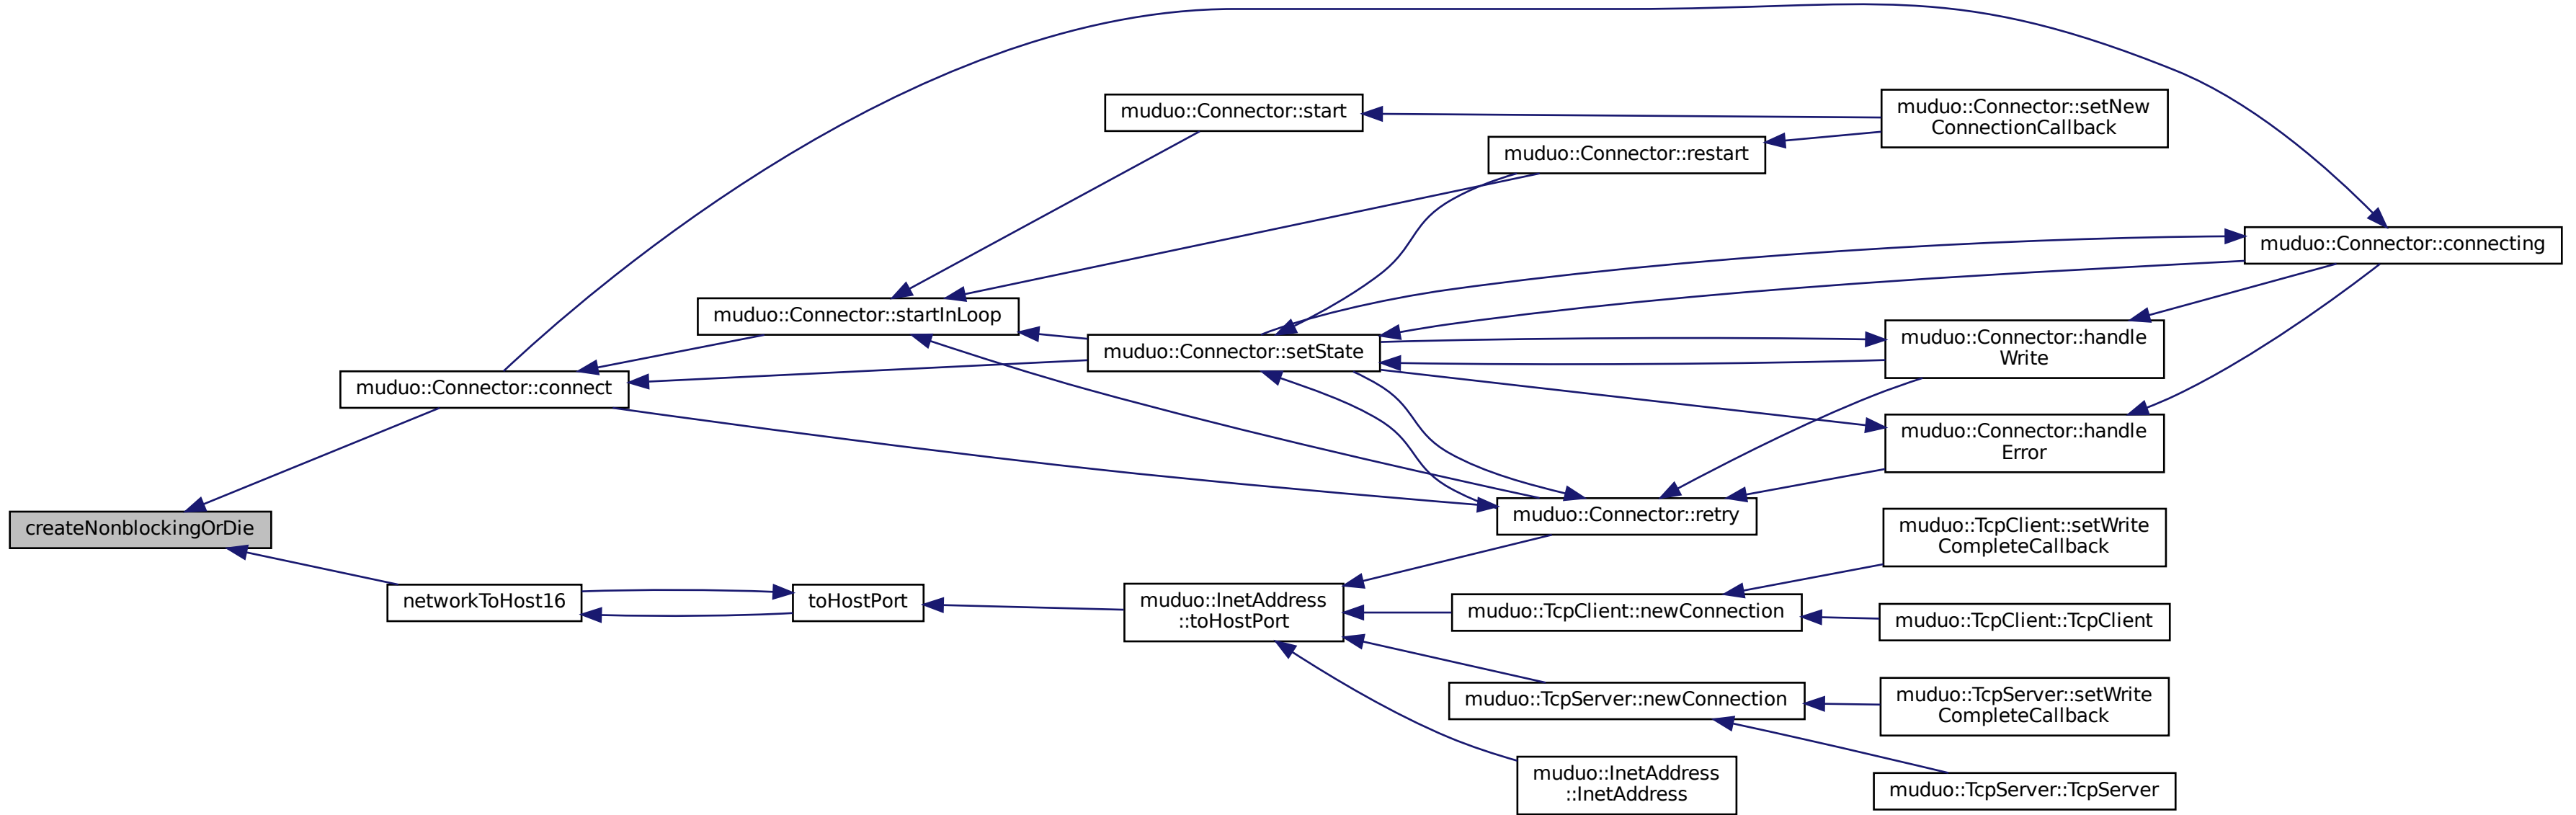 muduo::Connector::start
muduo::Connector::setNew
ConnectionCallback
muduo::Connector::restart
muduo::Connector::connecting
muduo::Connector::startInLoop
muduo::Connector::setState
muduo::Connector::handle
Write
muduo::Connector::connect
muduo::Connector::handle
Error
createNonblockingOrDie
muduo::Connector::retry
muduo::TcpClient::setWrite
CompleteCallback
networkToHost16
toHostPort
muduo::InetAddress
::toHostPort
muduo::TcpClient::newConnection
muduo::TcpClient::TcpClient
muduo::TcpServer::newConnection
muduo::TcpServer::setWrite
CompleteCallback
muduo::InetAddress
::InetAddress
muduo::TcpServer::TcpServer